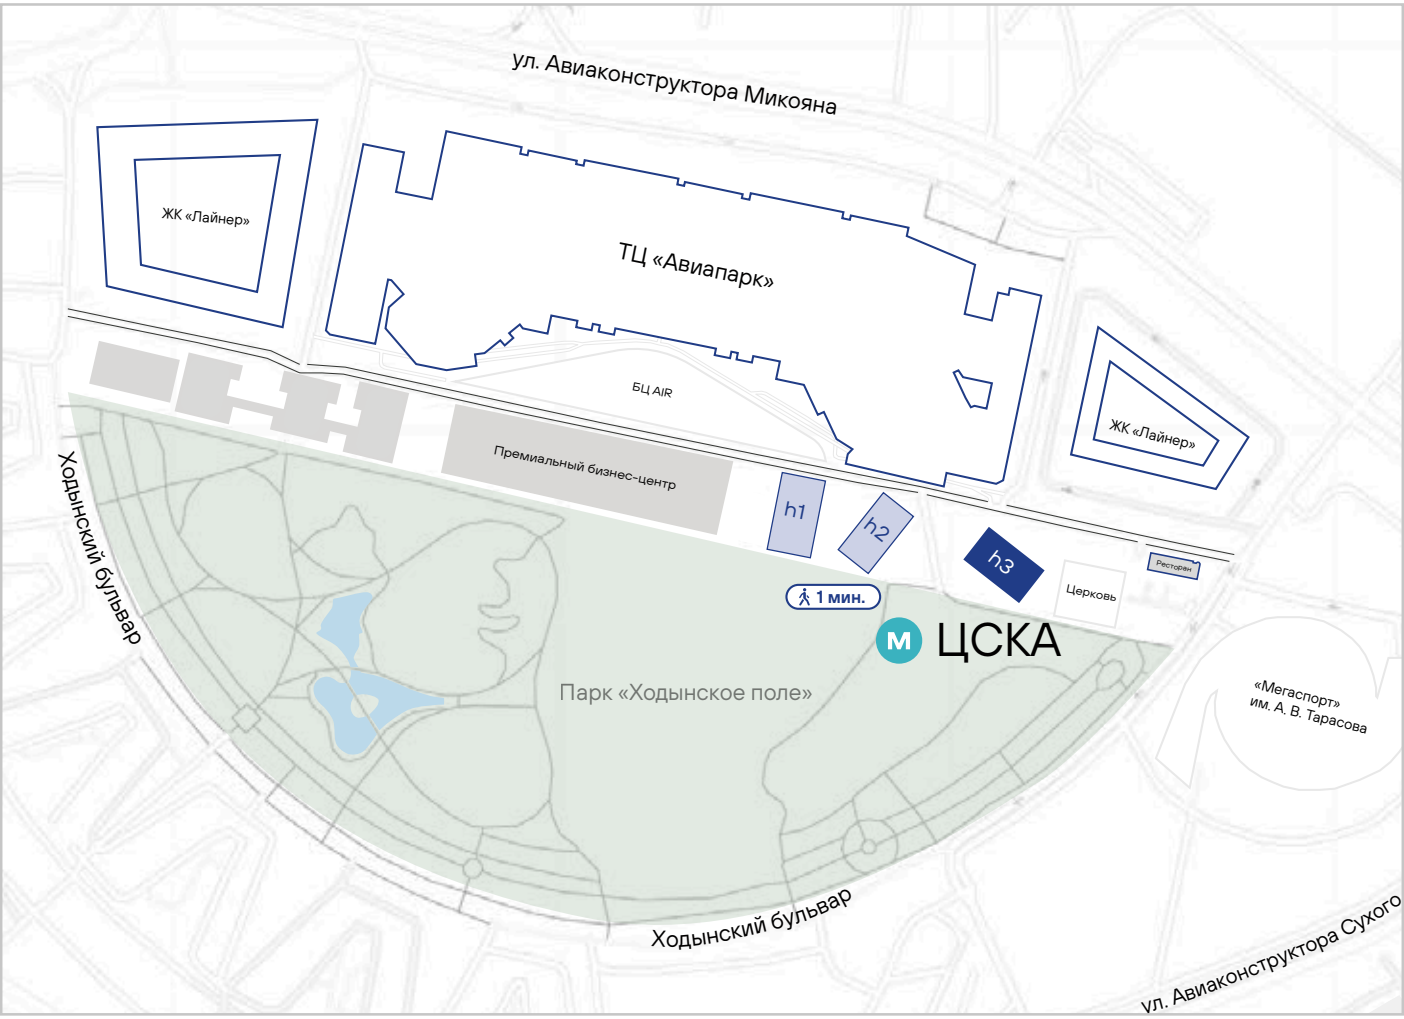 ул. Авиаконструктора Микояна
ЖК «Лайнер»
ТЦ «Авиапарк»
БЦ AIR
ЖК «Лайнер»
Премиальный бизнес-центр
h1
h2
h3
Ресторан
Церковь
1 мин.
М ЦСКА
Ходынский бульвар
Парк «Ходынское поле»
«Мегаспорт»
им. А. В. Тарасова
Ходынский бульвар
ул. Авиаконструктора Сухого